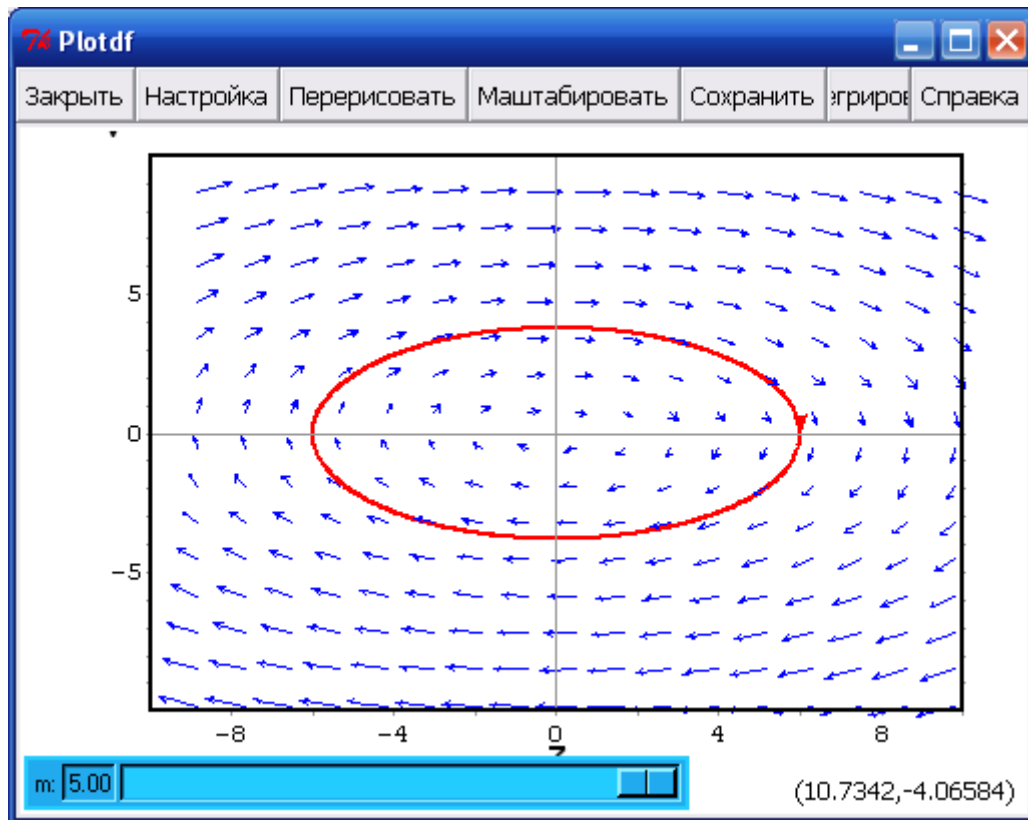 Plotdf
Закрыть Настройка Перерисовать Маштабировать Сохранить егриров Справка
5
0
-5
-8 -4 0 4 8
z
m: 5.00
(10.7342,-4.06584)